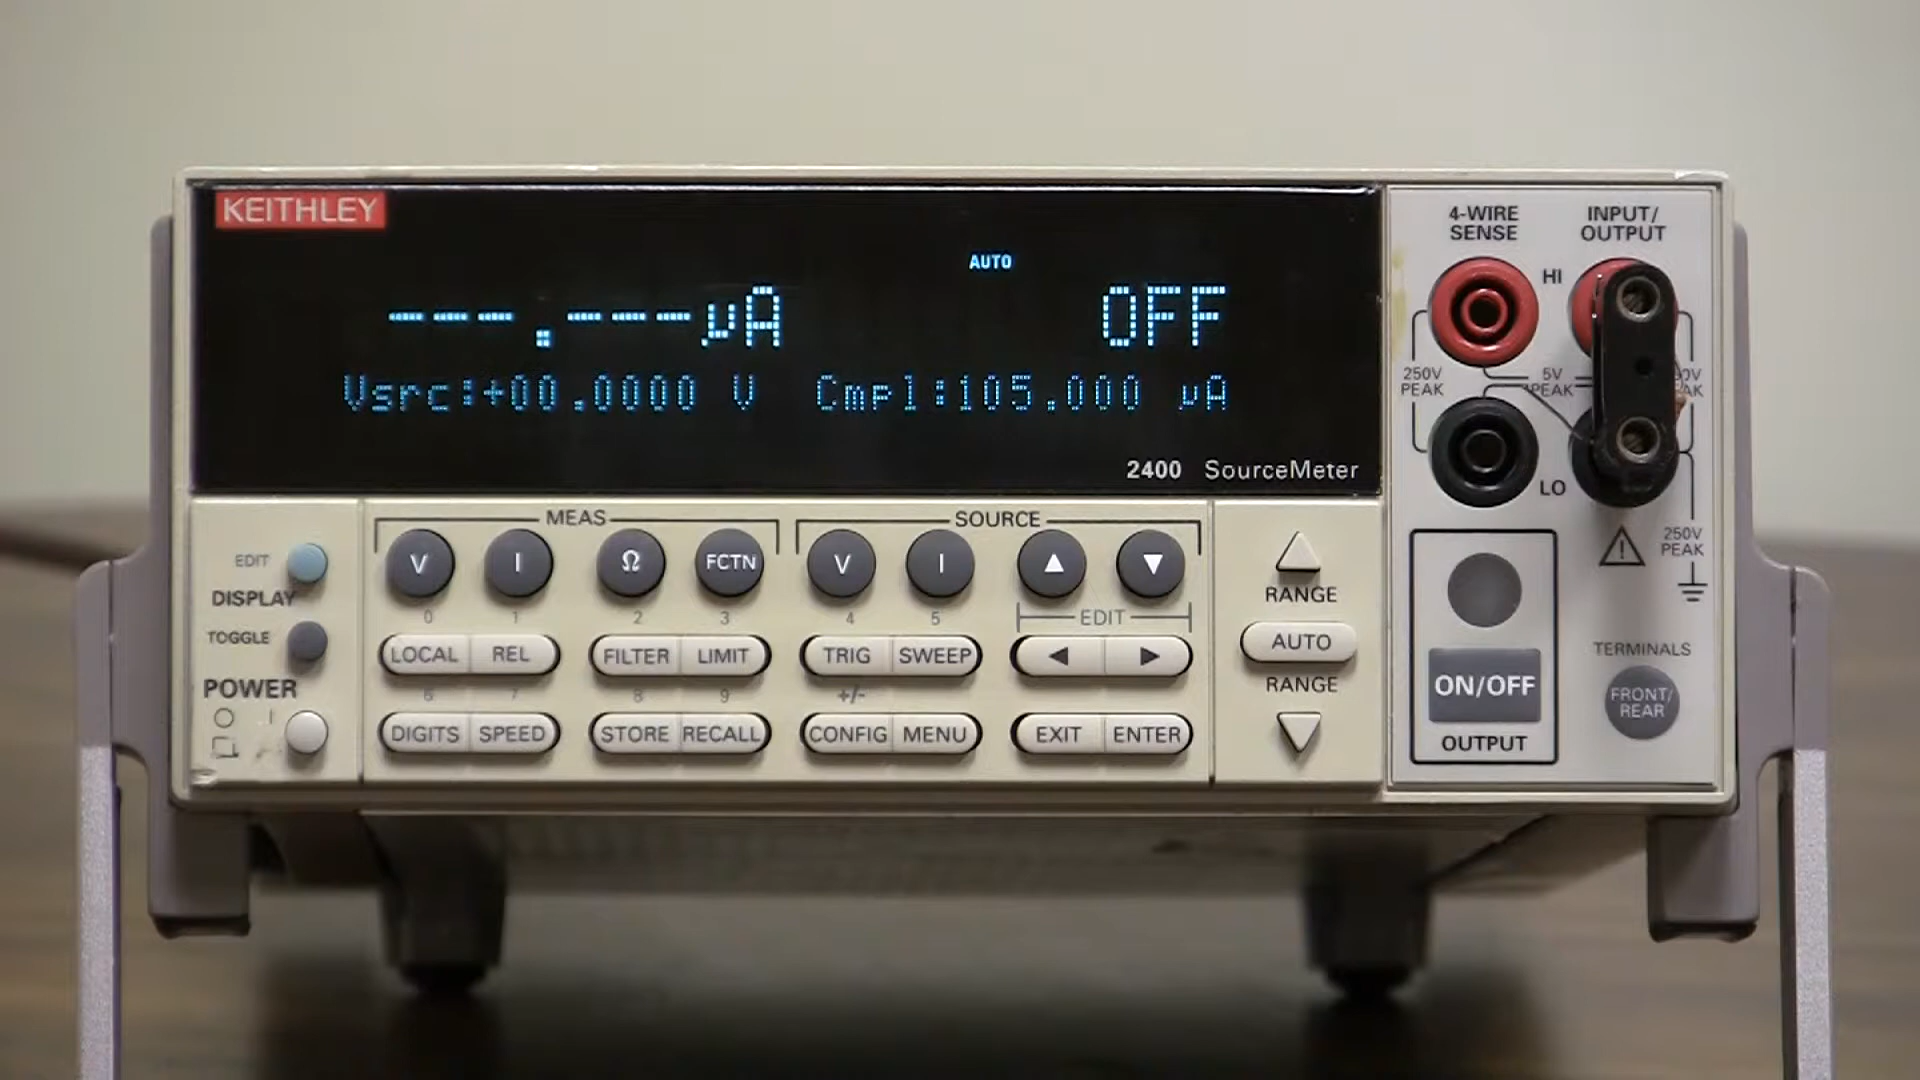 KEITHLEY
AUTO
---.---µA OFF
Vsrc:+00.0000 V Cmpl:105.000 µA
2400 SourceMeter
4-WIRE SENSE
INPUT/OUTPUT
HI
250V PEAK
5V PEAK
LO
250V PEAK
MEAS
SOURCE
EDIT
V I Ω FCTN V I ▲ ▼
DISPLAY
0 1 2 3 4 5
EDIT
RANGE
TOGGLE
LOCAL REL FILTER LIMIT TRIG SWEEP ◀ ▶
AUTO
POWER
6 7 8 9 +/-
RANGE
DIGITS SPEED STORE RECALL CONFIG MENU EXIT ENTER
ON/OFF
OUTPUT
TERMINALS
FRONT/REAR